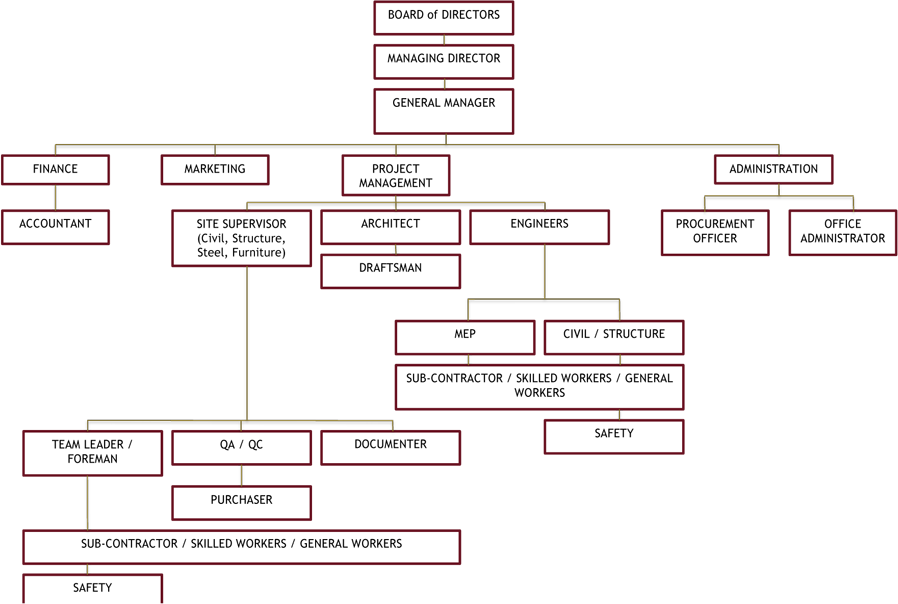 BOARD of DIRECTORS
MANAGING DIRECTOR
GENERAL MANAGER
FINANCE
MARKETING
PROJECT
MANAGEMENT
ADMINISTRATION
ACCOUNTANT
SITE SUPERVISOR
(Civil, Structure,
Steel, Furniture)
ARCHITECT
ENGINEERS
PROCUREMENT
OFFICER
OFFICE
ADMINISTRATOR
DRAFTSMAN
MEP
CIVIL / STRUCTURE
SUB-CONTRACTOR / SKILLED WORKERS / GENERAL
WORKERS
SAFETY
TEAM LEADER /
FOREMAN
QA / QC
DOCUMENTER
PURCHASER
SUB-CONTRACTOR / SKILLED WORKERS / GENERAL WORKERS
SAFETY